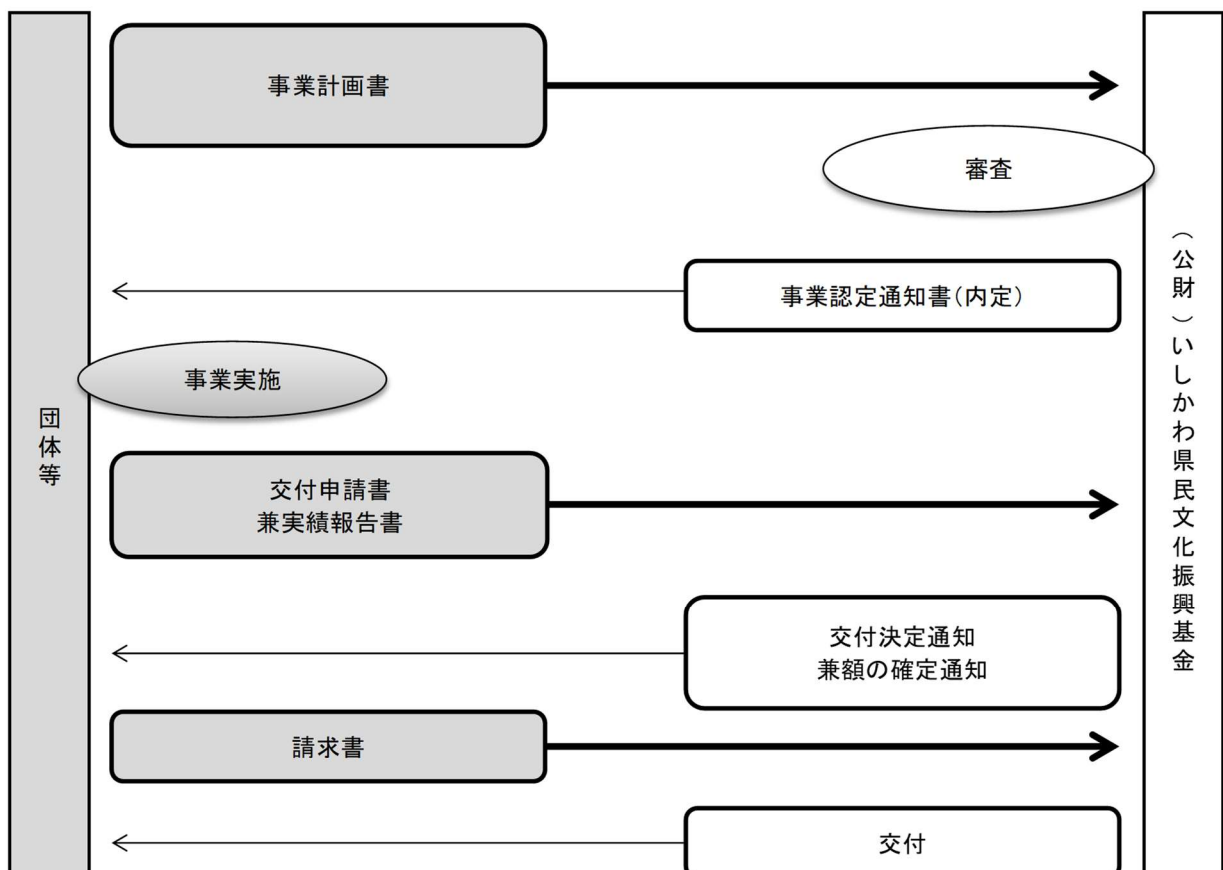 事業計画書
審査
事業認定通知書(内定)
事業実施
団体等
交付申請書
兼実績報告書
交付決定通知
兼額の確定通知
請求書
交付
(公財)いしかわ県民文化振興基金